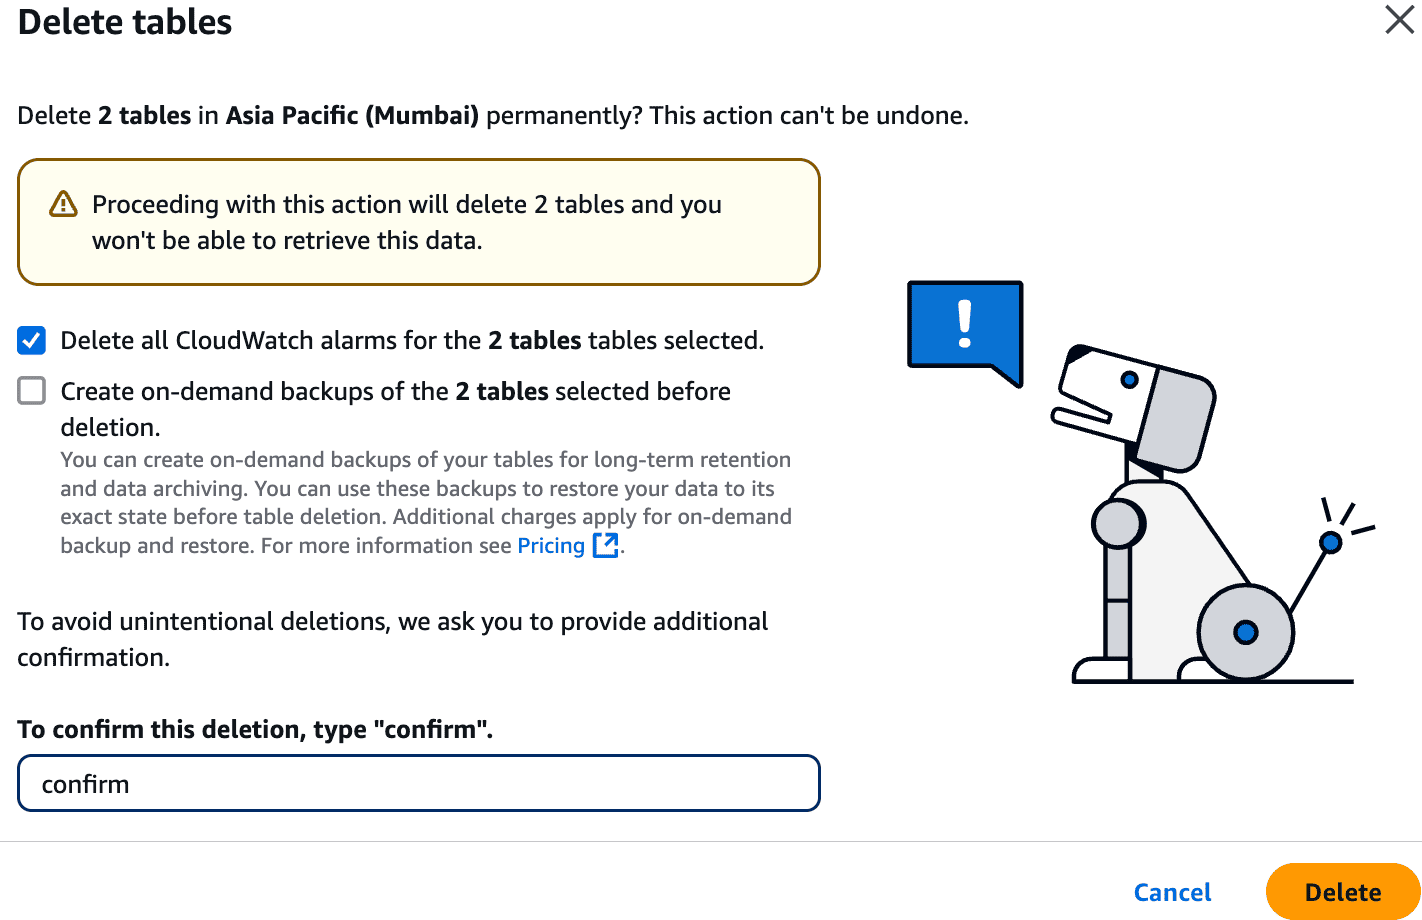 Delete tables
Delete 2 tables in Asia Pacific (Mumbai) permanently? This action can't be undone.
Proceeding with this action will delete 2 tables and you
won't be able to retrieve this data.
Delete all CloudWatch alarms for the 2 tables tables selected.
Create on-demand backups of the 2 tables selected before
deletion.
You can create on-demand backups of your tables for long-term retention
and data archiving. You can use these backups to restore your data to its
exact state before table deletion. Additional charges apply for on-demand
backup and restore. For more information see Pricing.
To avoid unintentional deletions, we ask you to provide additional
confirmation.
To confirm this deletion, type "confirm".
confirm
Cancel
Delete